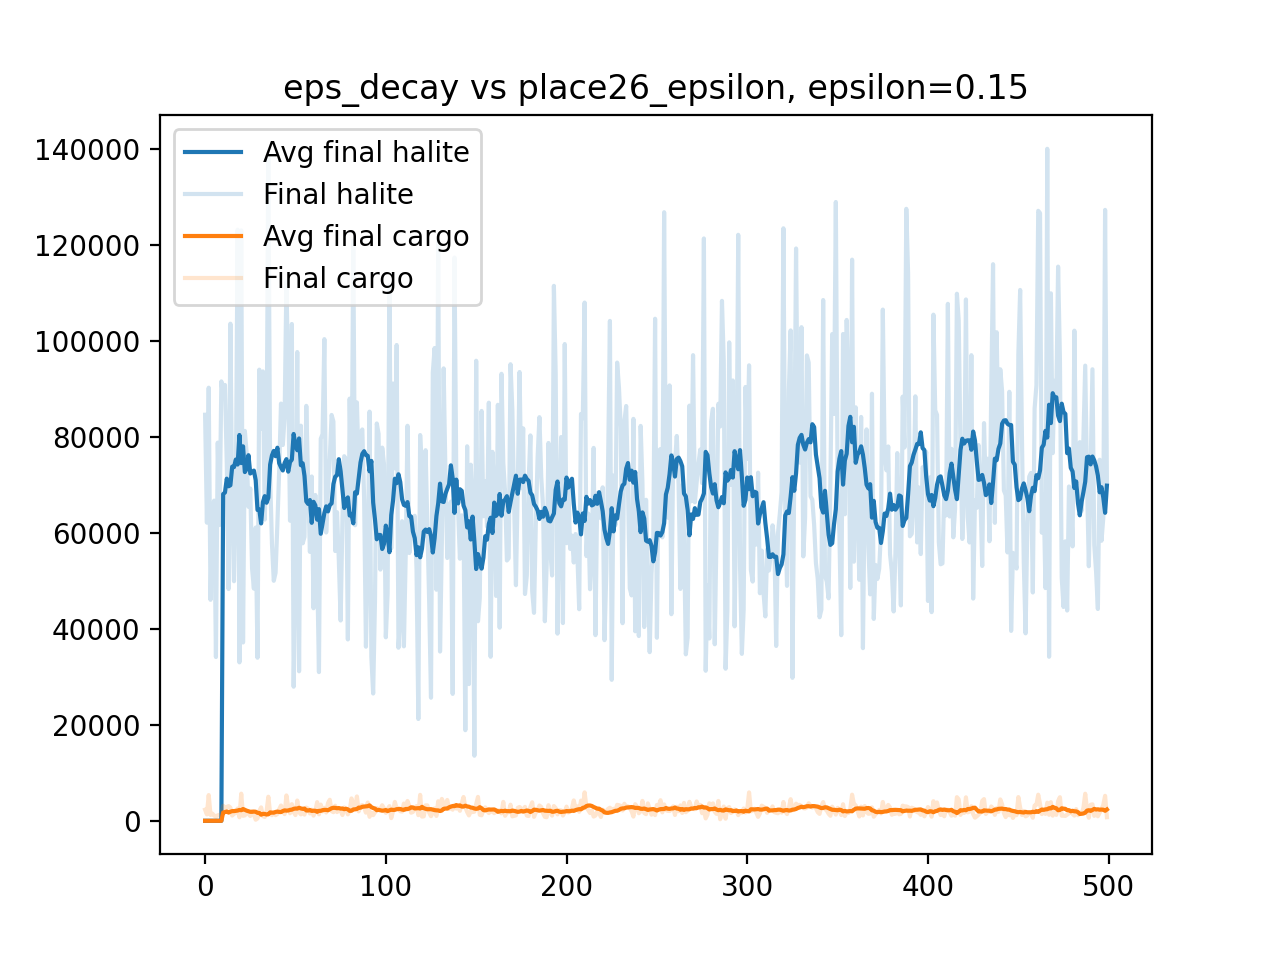 eps_decay vs place26_epsilon, epsilon=0.15
Avg final halite
Final halite
Avg final cargo
Final cargo
140000
120000
100000
80000
60000
40000
20000
0
0 100 200 300 400 500